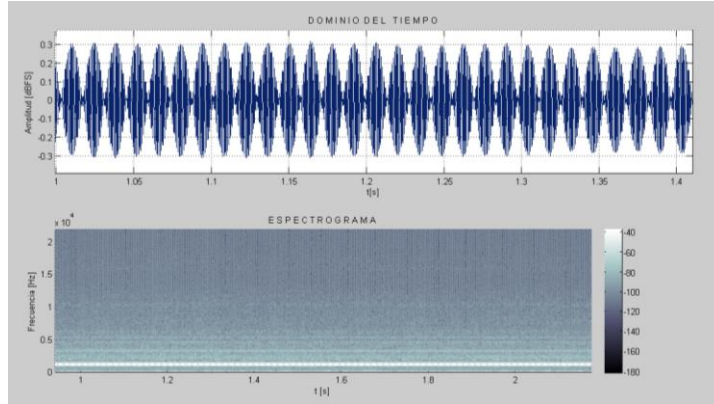 DOMINIO DEL TIEMPO
Amplitud [dBFS]
0.3
0.2
0.1
0
-0.1
-0.2
-0.3
1 1.05 1.1 1.15 1.2 1.25 1.3 1.35 1.4
t[s]
ESPECTROGRAMA
x 10^4
Frecuencia [Hz]
2
1.5
1
0.5
0
1 1.2 1.4 1.6 1.8 2
t [s]
-40
-60
-80
-100
-120
-140
-160
-180